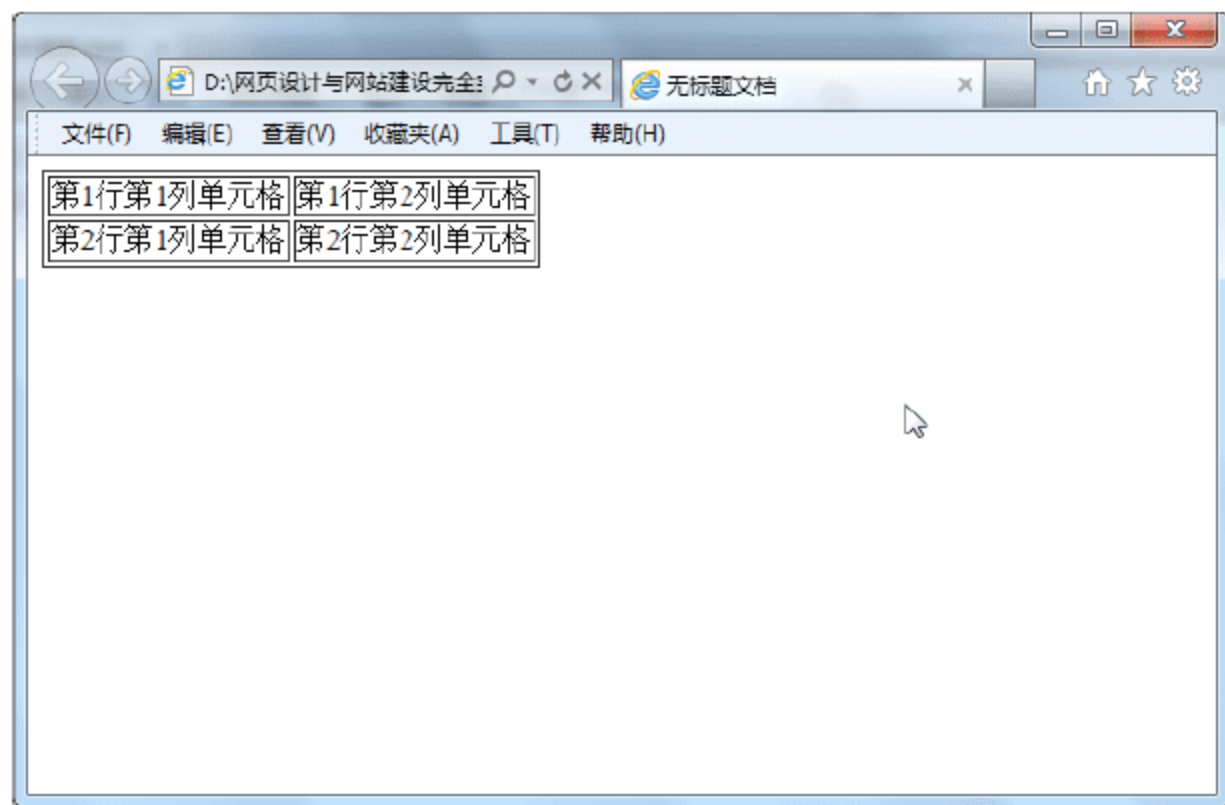 D:\网页设计与网站建设完全
无标题文档
文件(F) 编辑(E) 查看(V) 收藏夹(A) 工具(T) 帮助(H)
第1行第1列单元格 第1行第2列单元格
第2行第1列单元格 第2行第2列单元格